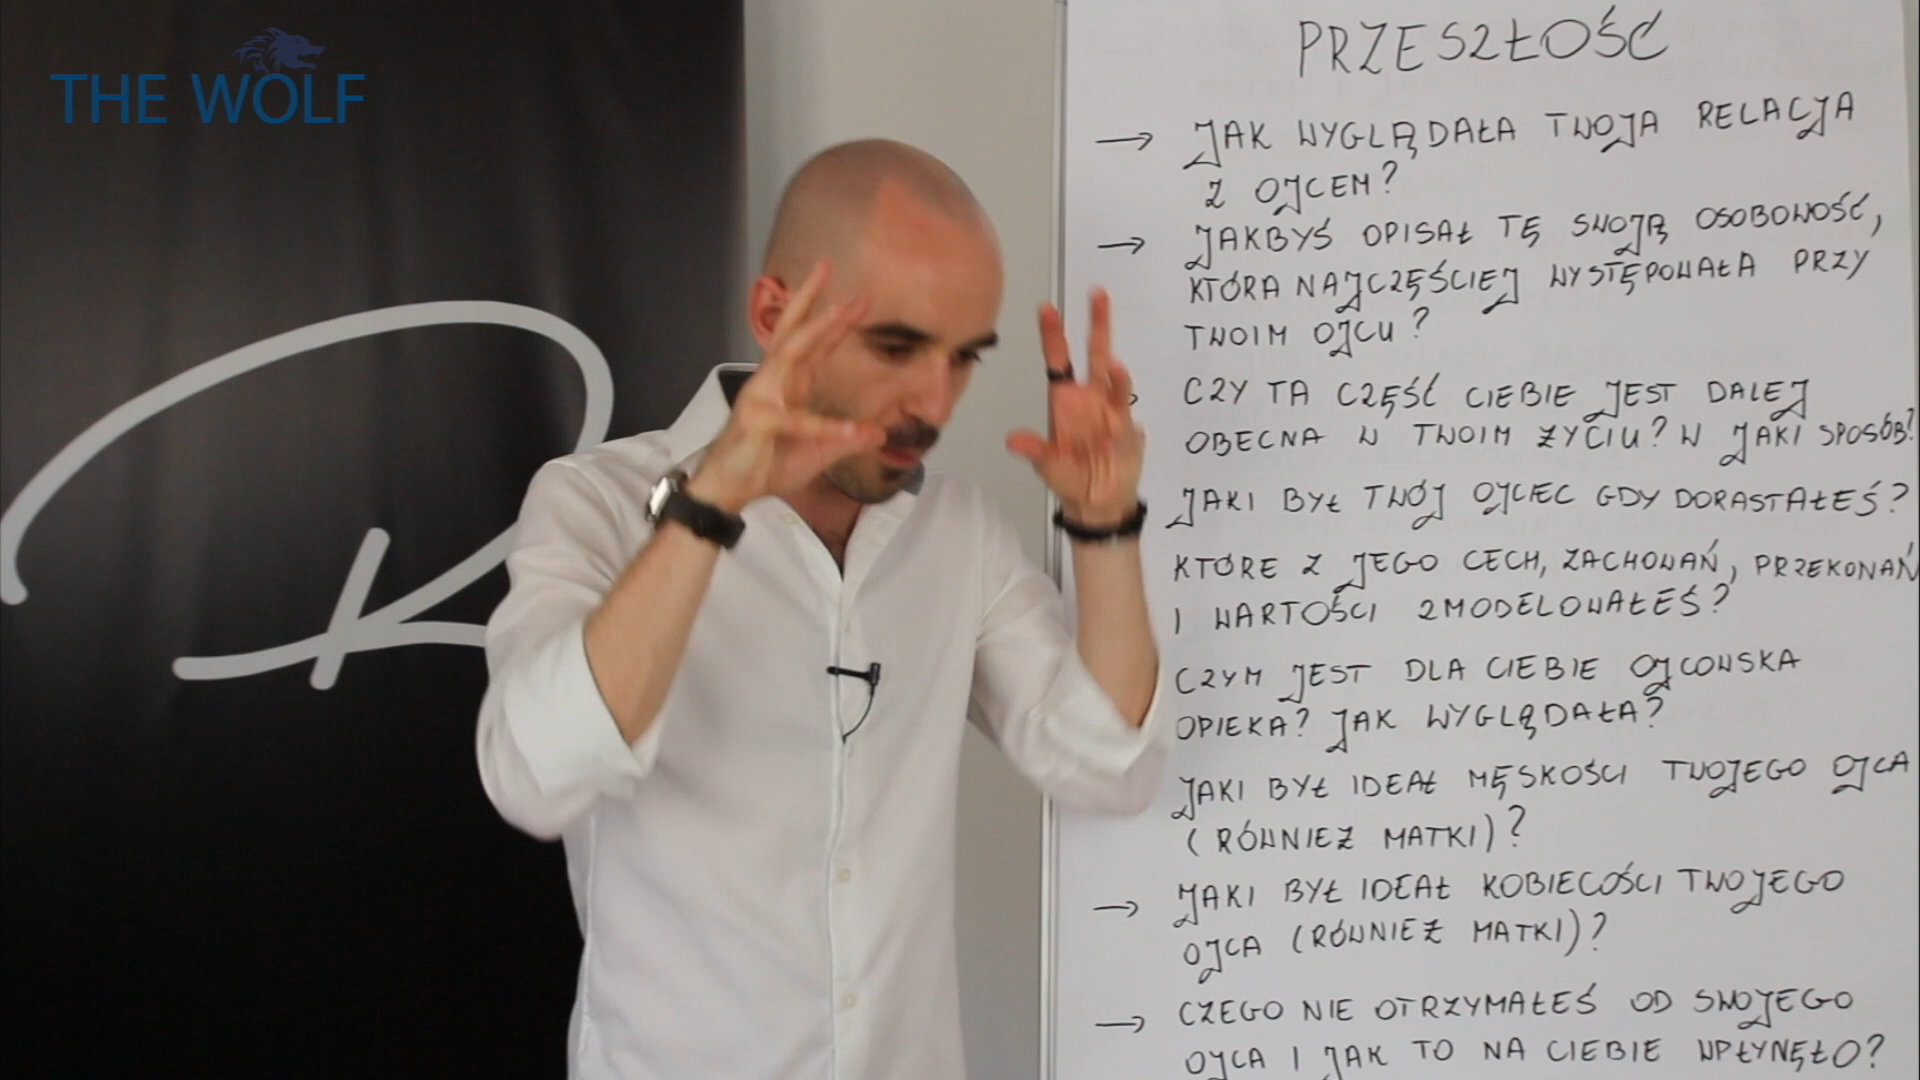 THE WOLF
PRZESZŁOŚĆ
→ JAK WYGLĄDAŁA TWOJA RELACJA
Z OJCEM?
→ JAKBYŚ OPISAŁ TĘ SWOJĄ OSOBOWOŚĆ,
KTÓRA NAJCZĘŚCIEJ WYSTĘPOWAŁA PRZY
TWOIM OJCU?
CZY TA CZĘŚĆ CIEBIE JEST DALEJ
OBECNA W TWOIM ŻYCIU? W JAKI SPOSÓB?
JAKI BYŁ TWÓJ OJCIEC GDY DORASTAŁEŚ?
KTÓRE Z JEGO CECH, ZACHOWAŃ, PRZEKONAŃ
I WARTOŚCI ZMODELOWAŁEŚ?
CZYM JEST DLA CIEBIE OJCOWSKA
OPIEKA? JAK WYGLĄDAŁA?
JAKI BYŁ IDEAŁ MĘSKOŚCI TWOJEGO OJCA
(RÓWNIEŻ MATKI)?
→ JAKI BYŁ IDEAŁ KOBIECOŚCI TWOJEGO
OJCA (RÓWNIEŻ MATKI)?
→ CZEGO NIE OTRZYMAŁEŚ OD SWOJEGO
OJCA I JAK TO NA CIEBIE WPŁYNĘŁO?